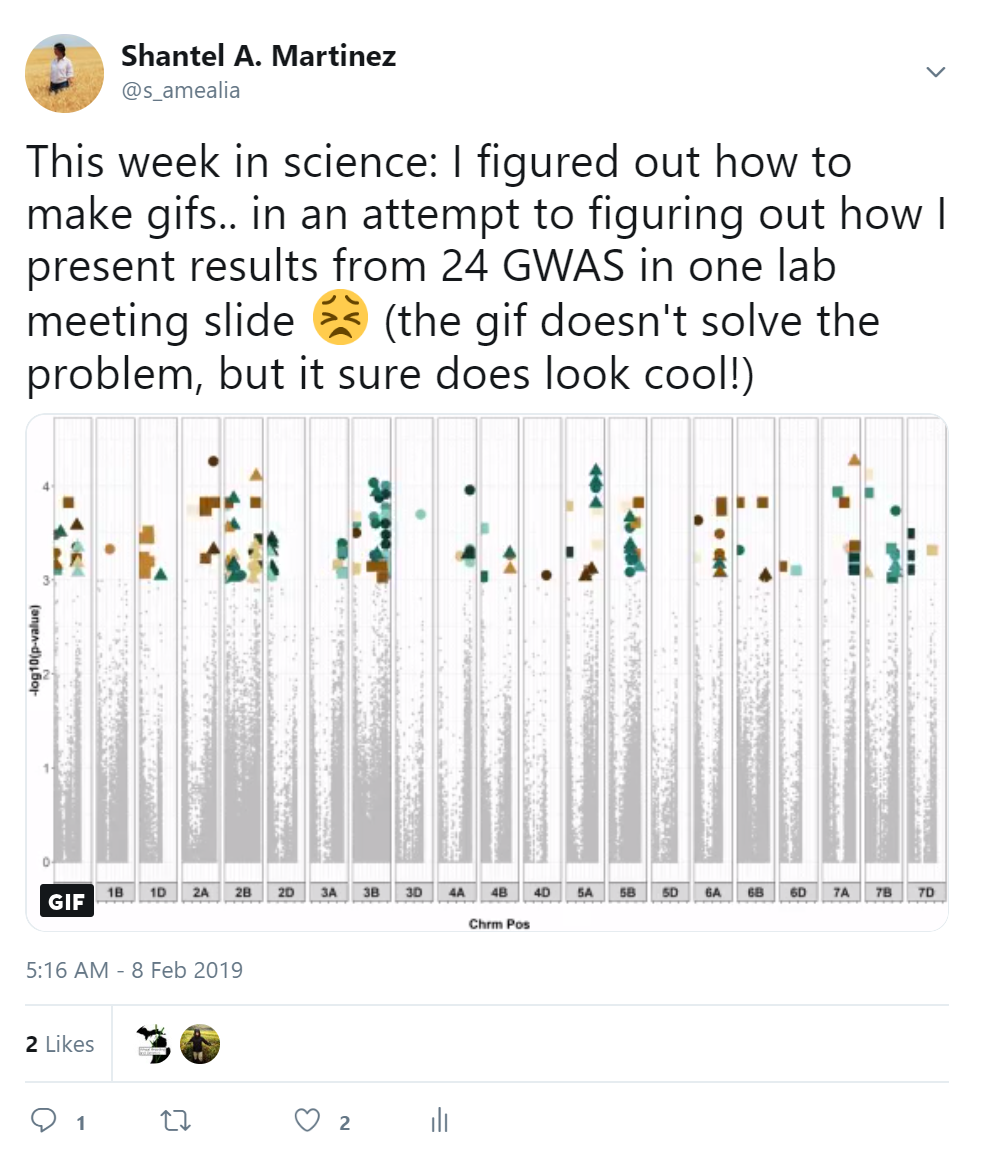 Shantel A. Martinez
@s_amealia
This week in science: I figured out how to
make gifs.. in an attempt to figuring out how I
present results from 24 GWAS in one lab
meeting slide 😣 (the gif doesn't solve the
problem, but it sure does look cool!)
4
3
2
1
0
-log10(p-value)
GIF
1B 1D 2A 2B 2D 3A 3B 3D 4A 4B 4D 5A 5B 5D 6A 6B 6D 7A 7B 7D
Chrm Pos
5:16 AM - 8 Feb 2019
2 Likes
1 2